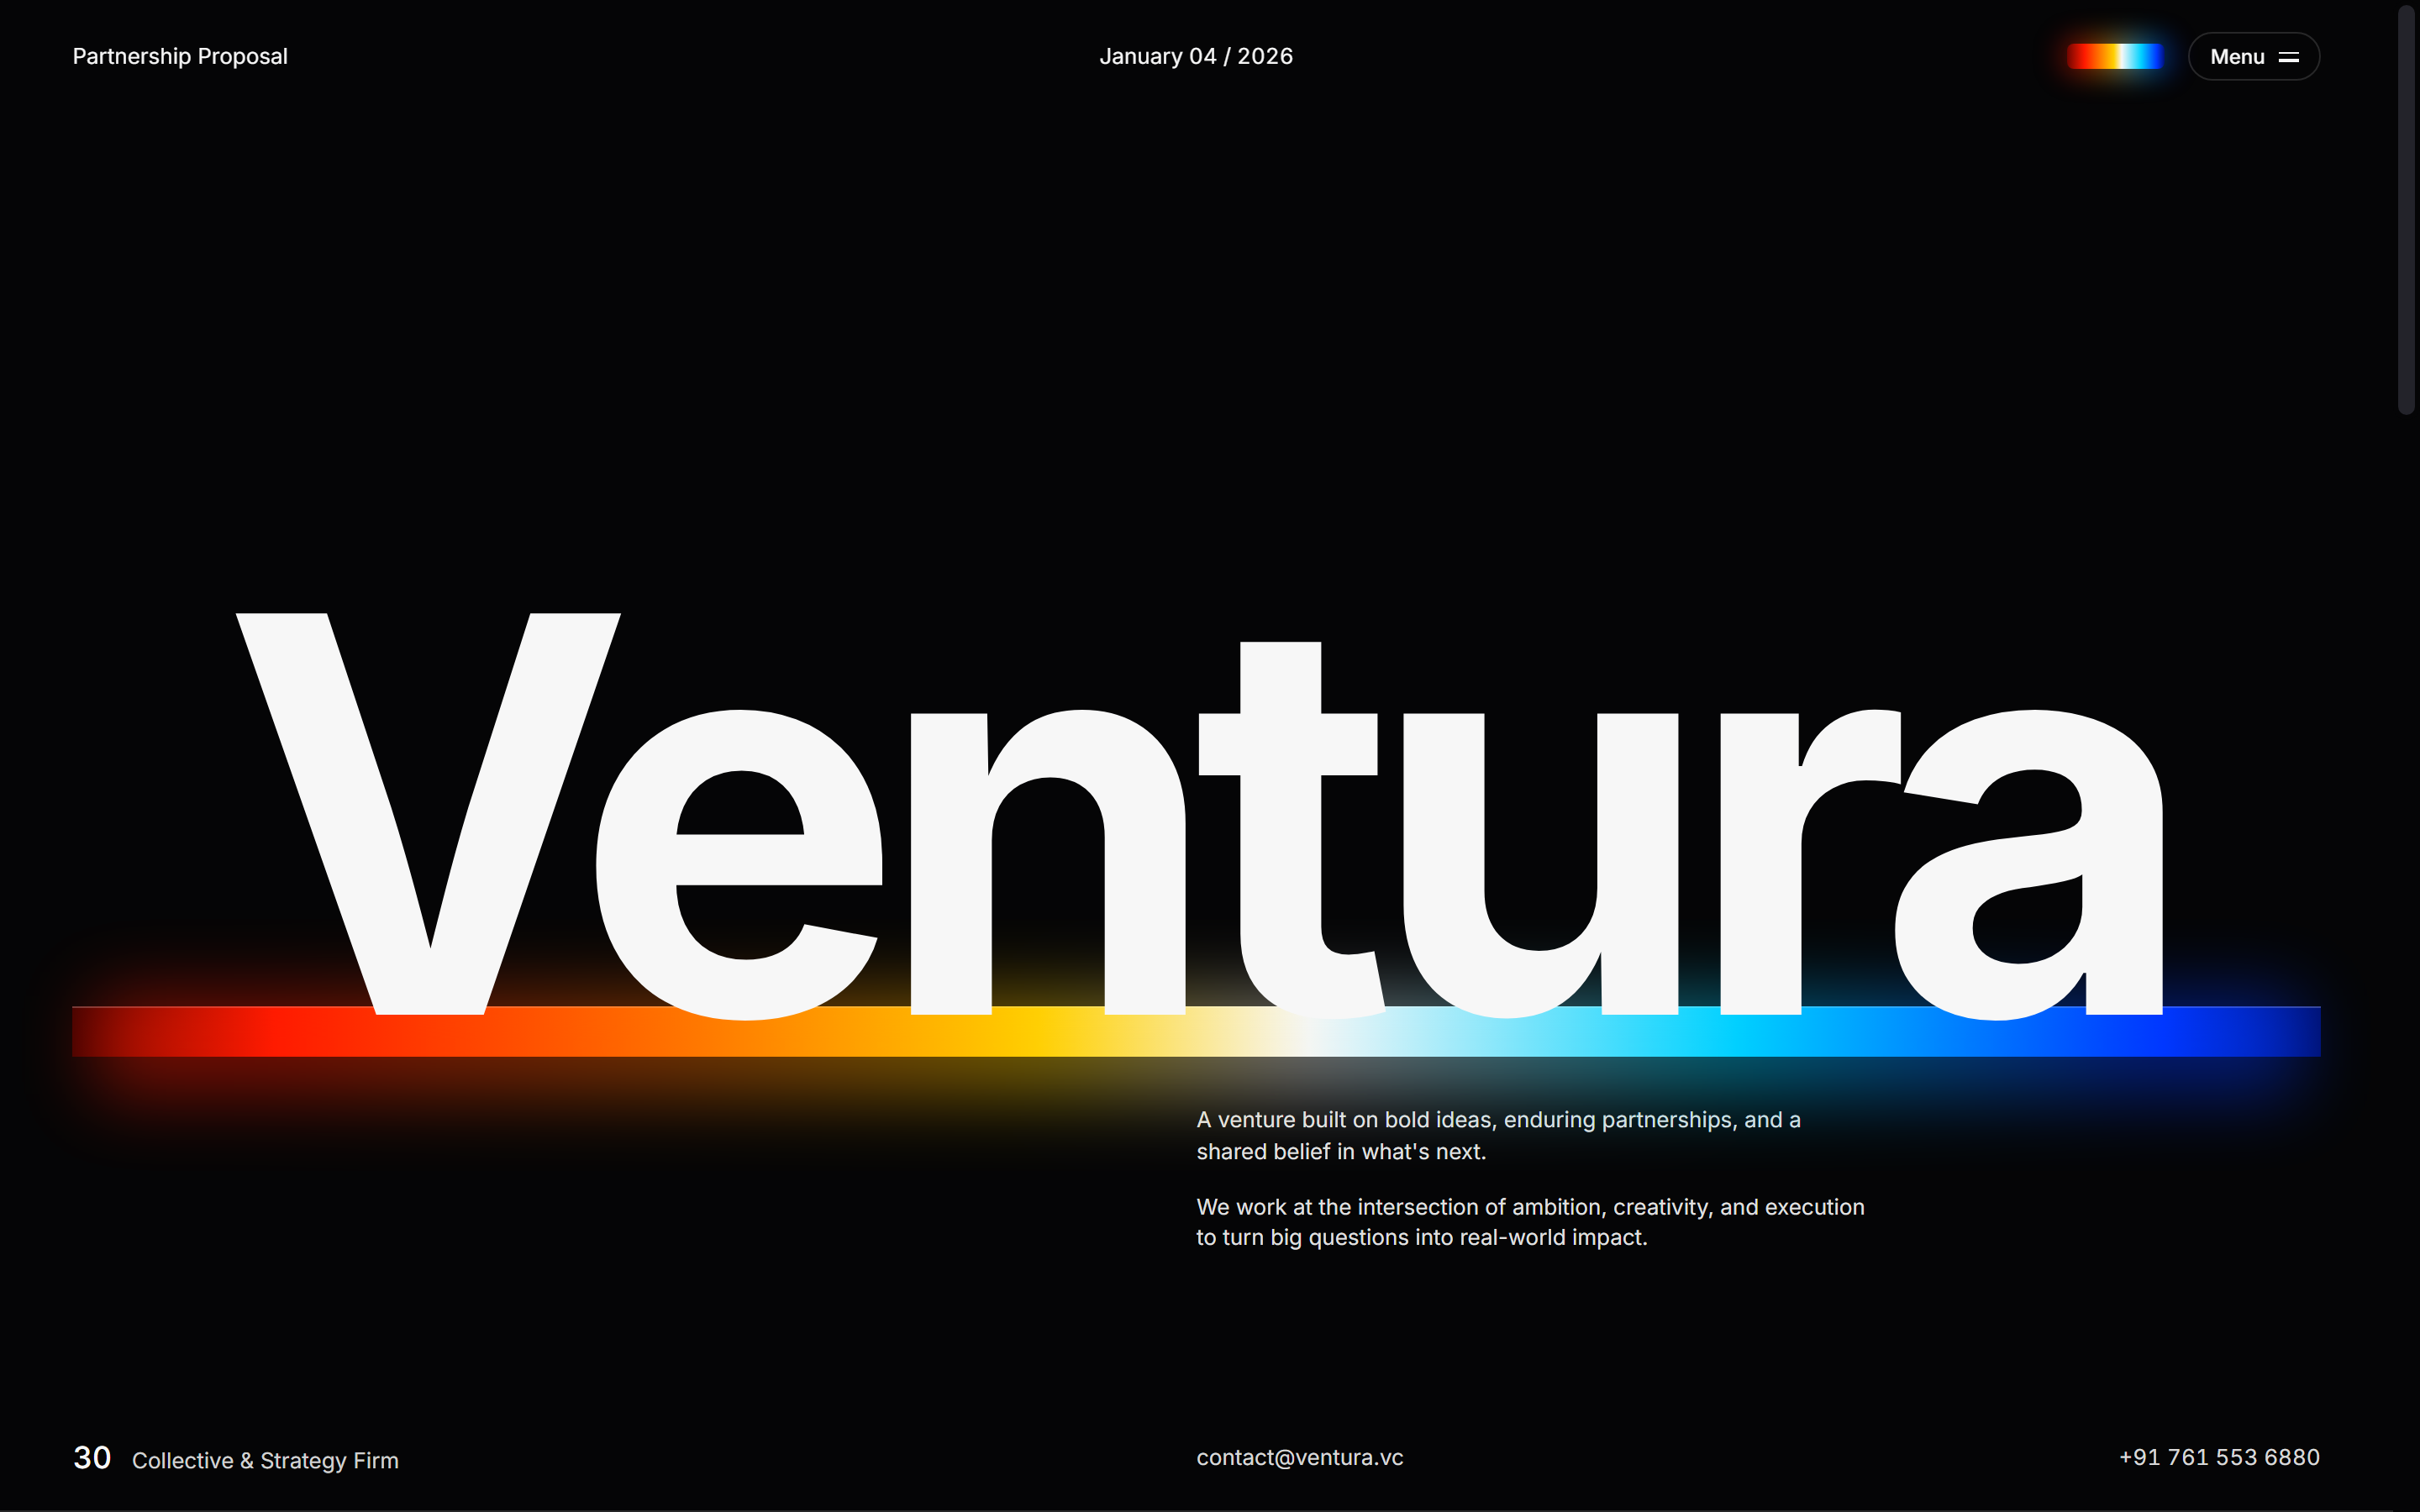 Partnership Proposal
January 04 / 2026
Menu
Ventura
A venture built on bold ideas, enduring partnerships, and a
shared belief in what's next.
We work at the intersection of ambition, creativity, and execution
to turn big questions into real-world impact.
30 Collective & Strategy Firm
contact@ventura.vc
+91 761 553 6880